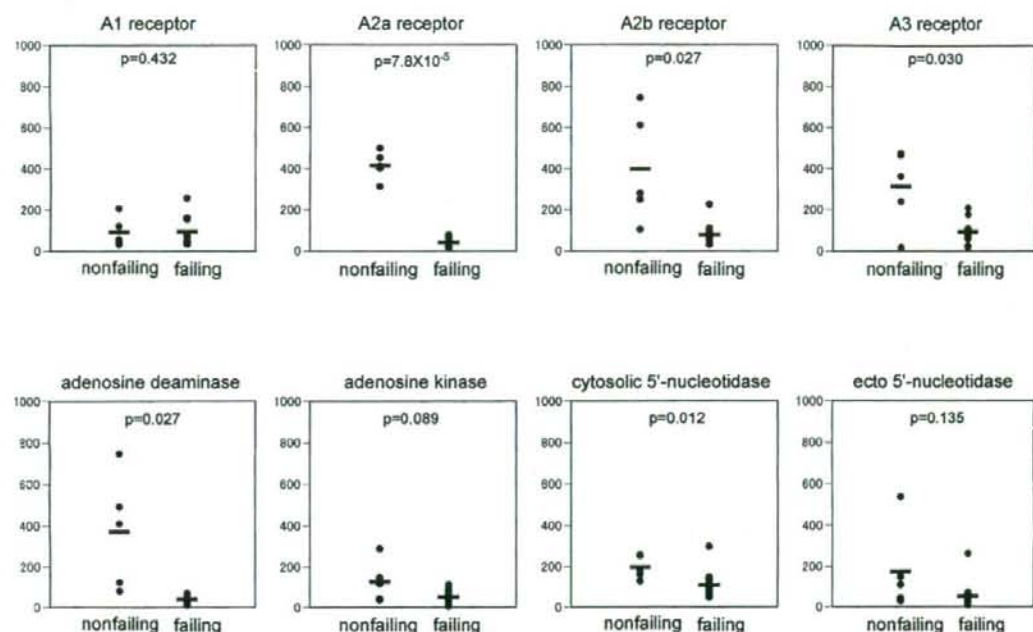 A1 receptor A2a receptor A2b receptor A3 receptor
1000 1000 1000 1000
p=0.432 p=7.8X10⁻⁵ p=0.027 p=0.030
800 800 800 800
600 600 600 600
400 400 400 400
200 200 200 200
0 0 0 0
nonfailing failing nonfailing failing nonfailing failing nonfailing failing
adenosine deaminase adenosine kinase cytosolic 5'-nucleotidase ecto 5'-nucleotidase
1000 1000 1000 1000
p=0.027 p=0.089 p=0.012 p=0.135
800 800 800 800
600 600 600 600
400 400 400 400
200 200 200 200
0 0 0 0
nonfailing failing nonfailing failing nonfailing failing nonfailing failing